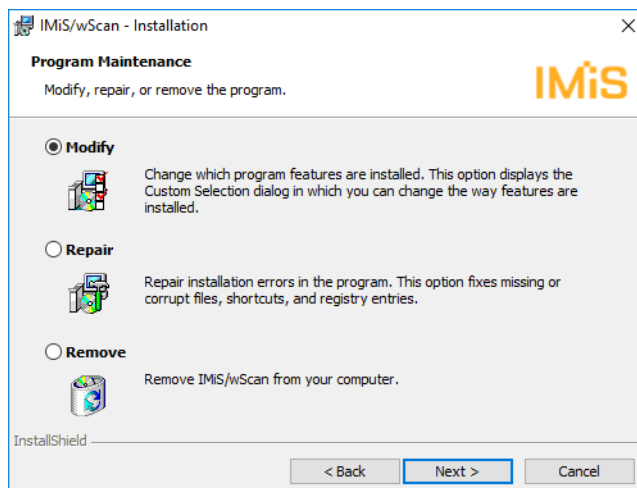 IMiS/wScan - Installation
Program Maintenance
Modify, repair, or remove the program.
IMiS
Modify
Change which program features are installed. This option displays the
Custom Selection dialog in which you can change the way features are
installed.
Repair
Repair installation errors in the program. This option fixes missing or
corrupt files, shortcuts, and registry entries.
Remove
Remove IMiS/wScan from your computer.
InstallShield
< Back
Next >
Cancel